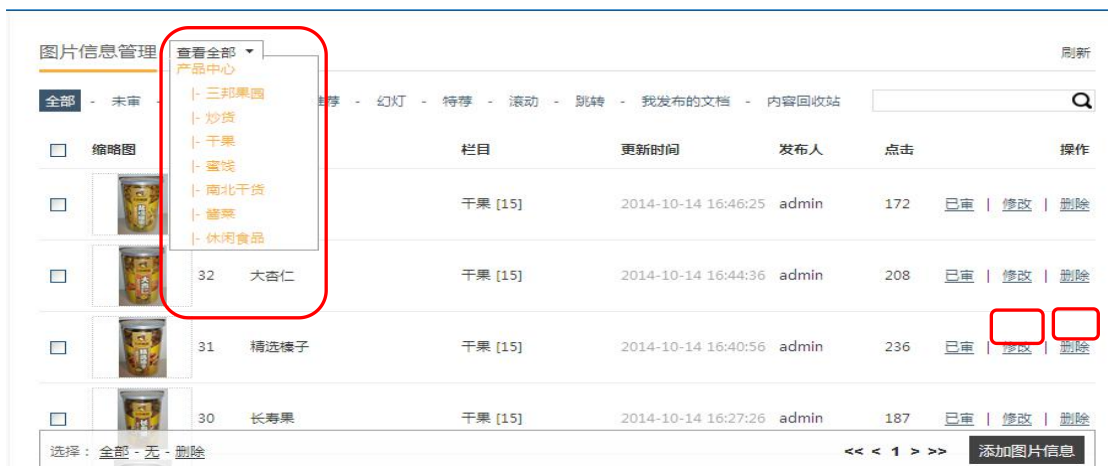 图片信息管理 查看全部 刷新
产品中心
|- 三邦果园
|- 炒货
|- 干果
|- 蜜饯
|- 南北干货
|- 酱菜
|- 休闲食品
全部 - 未审 - 荐 - 幻灯 - 特荐 - 滚动 - 跳转 - 我发布的文档 - 内容回收站
缩略图 栏目 更新时间 发布人 点击 操作
干果 [15] 2014-10-14 16:46:25 admin 172 已审 | 修改 | 删除
32 大杏仁 干果 [15] 2014-10-14 16:44:36 admin 208 已审 | 修改 | 删除
31 精选榛子 干果 [15] 2014-10-14 16:40:56 admin 236 已审 | 修改 | 删除
30 长寿果 干果 [15] 2014-10-14 16:27:26 admin 187 已审 | 修改 | 删除
选择： 全部 - 无 - 删除 << < 1 > >> 添加图片信息